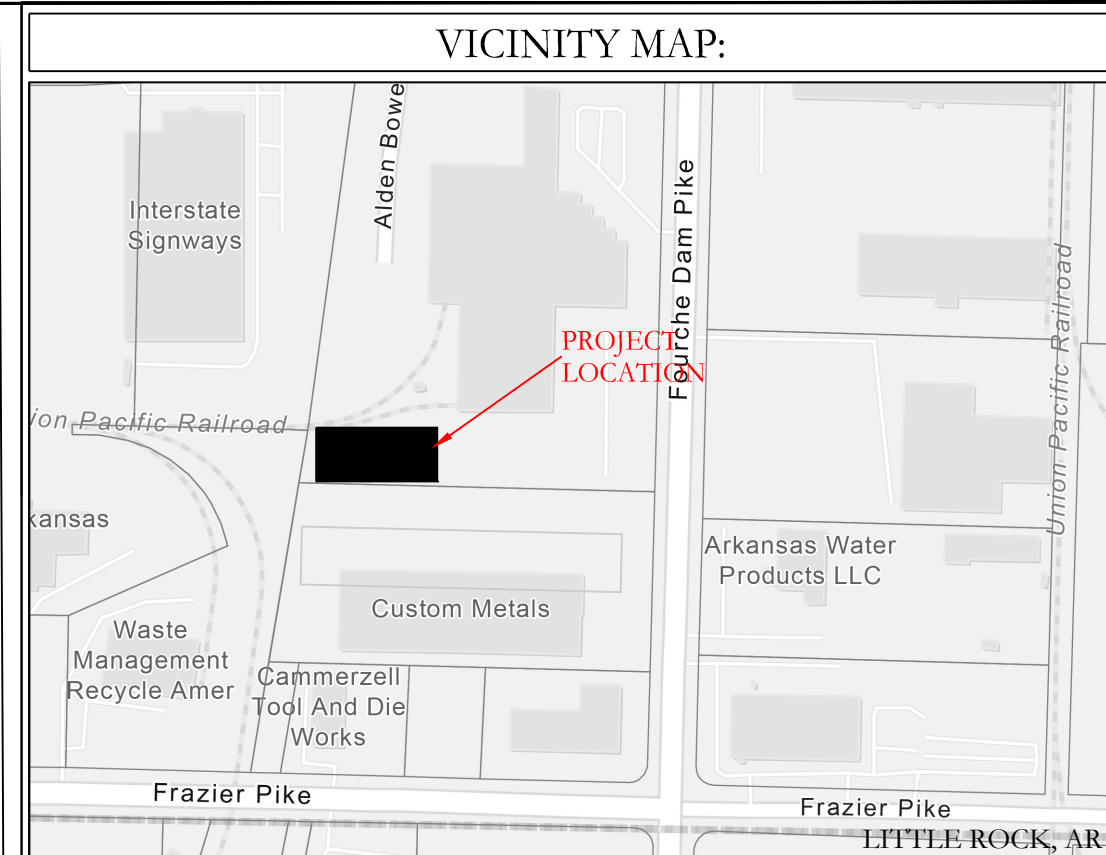 VICINITY MAP:
Alden Bowe
Interstate
Signways
Fourche Dam Pike
Union Pacific Railroad
PROJECT
LOCATION
ion Pacific Railroad
kansas
Arkansas Water
Products LLC
Custom Metals
Waste
Management
Recycle Amer
Cammerzell
Tool And Die
Works
Frazier Pike
Frazier Pike
LITTLE ROCK, AR